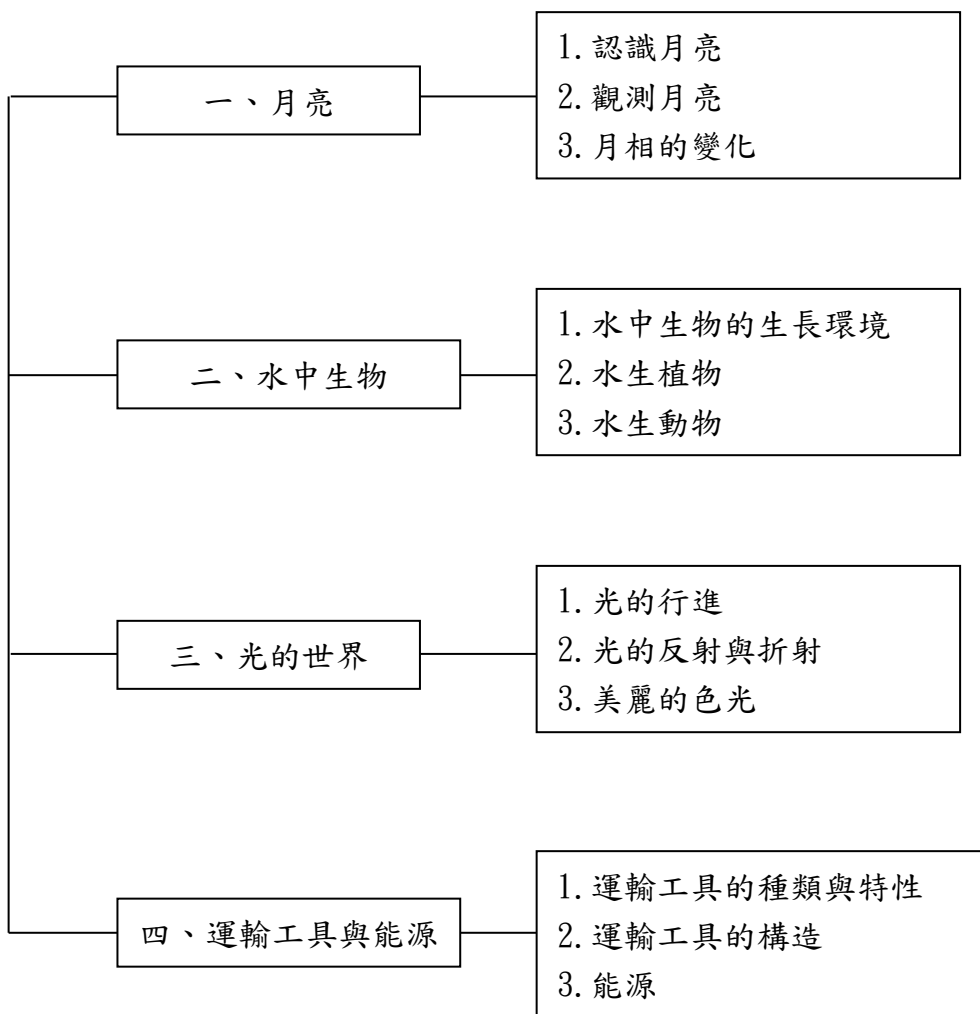 一、月亮
1.認識月亮
2.觀測月亮
3.月相的變化
二、水中生物
1.水中生物的生長環境
2.水生植物
3.水生動物
三、光的世界
1.光的行進
2.光的反射與折射
3.美麗的色光
四、運輸工具與能源
1.運輸工具的種類與特性
2.運輸工具的構造
3.能源